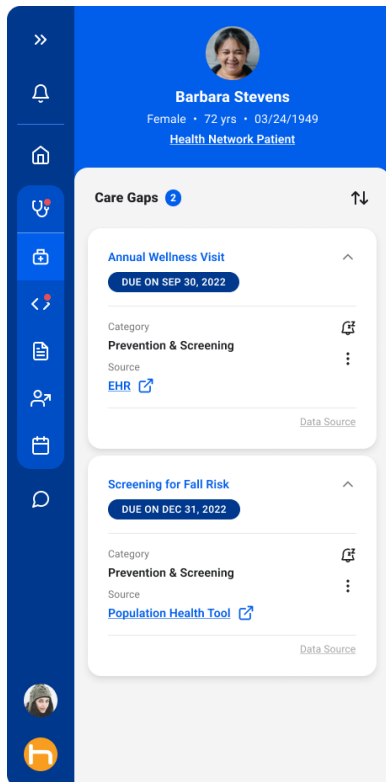 Barbara Stevens
Female • 72 yrs • 03/24/1949
Health Network Patient
Care Gaps 2
Annual Wellness Visit
DUE ON SEP 30, 2022
Category
Prevention & Screening
Source
EHR
Data Source
Screening for Fall Risk
DUE ON DEC 31, 2022
Category
Prevention & Screening
Source
Population Health Tool
Data Source